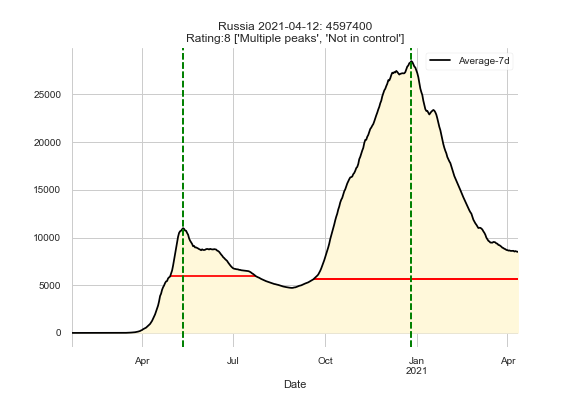 Russia 2021-04-12: 4597400
Rating:8 ['Multiple peaks', 'Not in control']
Average-7d
25000
20000
15000
10000
5000
0
Apr
Jul
Oct
Jan
2021
Apr
Date